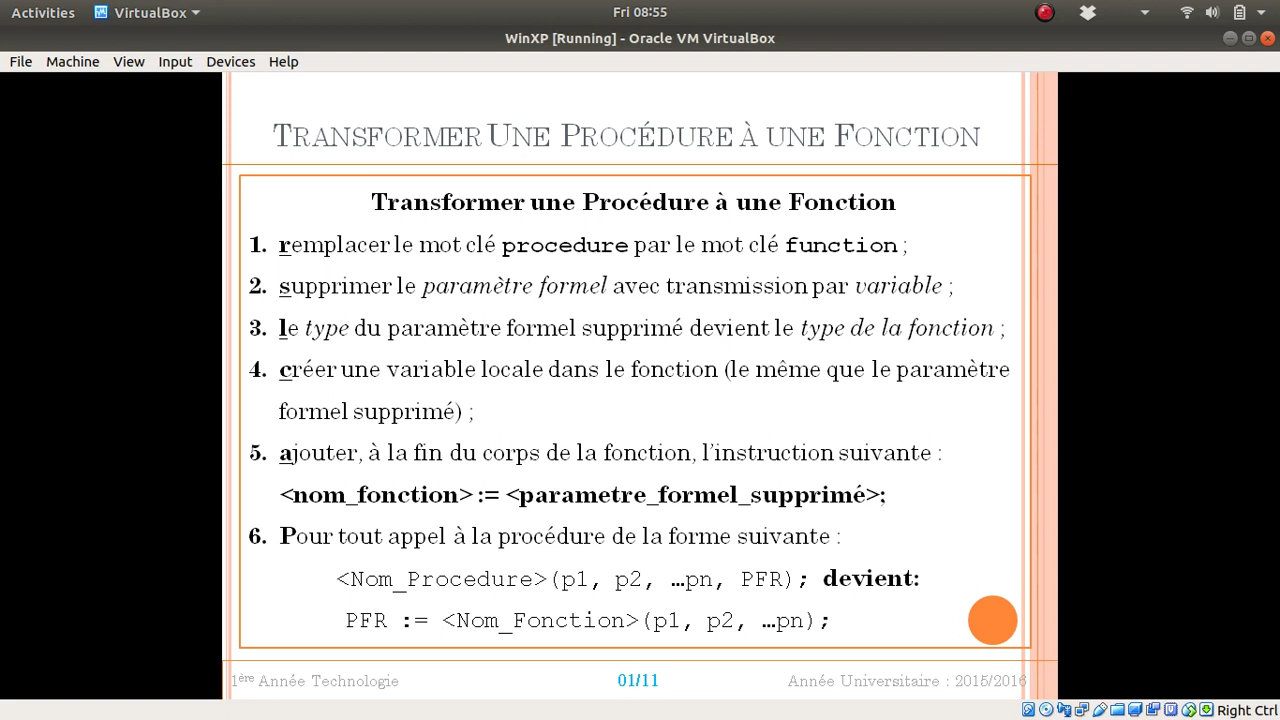 Activities VirtualBox Fri 08:55
WinXP [Running] - Oracle VM VirtualBox
File Machine View Input Devices Help
TRANSFORMER UNE PROCÉDURE À UNE FONCTION
Transformer une Procédure à une Fonction
1. remplacer le mot clé procedure par le mot clé function ;
2. supprimer le paramètre formel avec transmission par variable ;
3. le type du paramètre formel supprimé devient le type de la fonction ;
4. créer une variable locale dans le fonction (le même que le paramètre
formel supprimé) ;
5. ajouter, à la fin du corps de la fonction, l'instruction suivante :
<nom_fonction> := <parametre_formel_supprimé>;
6. Pour tout appel à la procédure de la forme suivante :
<Nom_Procedure>(p1, p2, …pn, PFR); devient:
PFR := <Nom_Fonction>(p1, p2, …pn);
1ère Année Technologie 01/11 Année Universitaire : 2015/2016
Right Ctrl